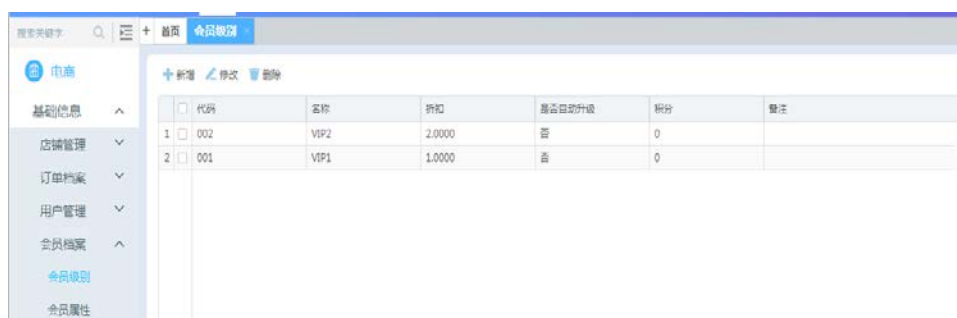 搜索关键字 + 首页 会员级别 ×
电商
+ 新增 修改 删除
基础信息
代码 名称 折扣 是否自动升级 积分 备注
1 002 VIP2 2.0000 否 0
2 001 VIP1 1.0000 否 0
店铺管理
订单档案
用户管理
会员档案
会员级别
会员属性